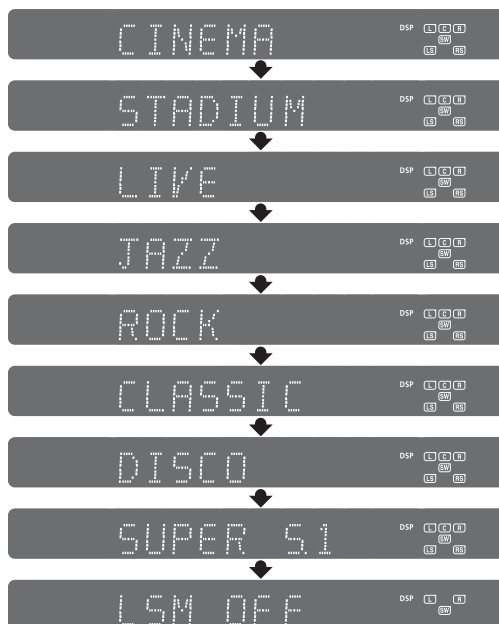 CINEMA DSP L C R
SW
LS RS
STADIUM DSP L C R
SW
LS RS
LIVE DSP L C R
SW
LS RS
JAZZ DSP L C R
SW
LS RS
ROCK DSP L C R
SW
LS RS
CLASSIC DSP L C R
SW
LS RS
DISCO DSP L C R
SW
LS RS
SUPER 5.1 DSP L C R
SW
LS RS
LSM OFF DSP L R
SW